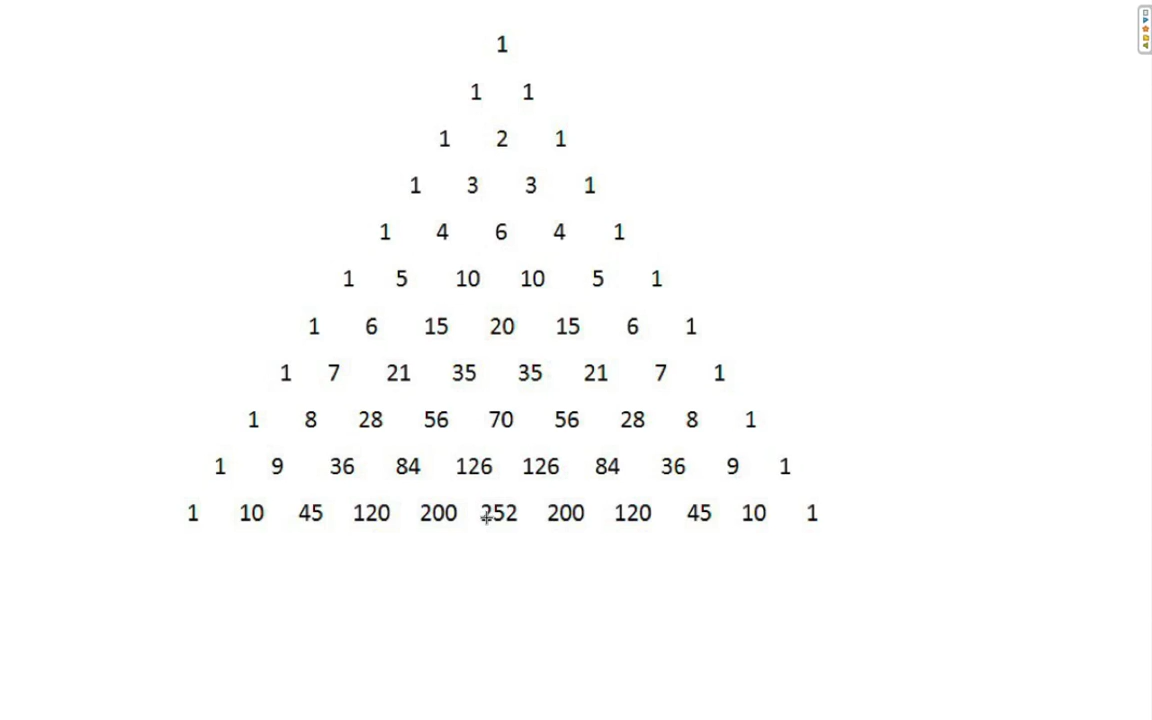 1
1 1
1 2 1
1 3 3 1
1 4 6 4 1
1 5 10 10 5 1
1 6 15 20 15 6 1
1 7 21 35 35 21 7 1
1 8 28 56 70 56 28 8 1
1 9 36 84 126 126 84 36 9 1
1 10 45 120 200 252 200 120 45 10 1